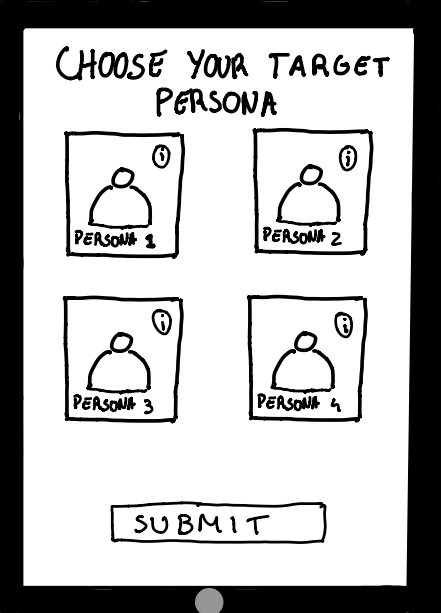 CHOOSE YOUR TARGET
PERSONA
i
i
PERSONA 1
PERSONA 2
i
i
PERSONA 3
PERSONA 4
SUBMIT